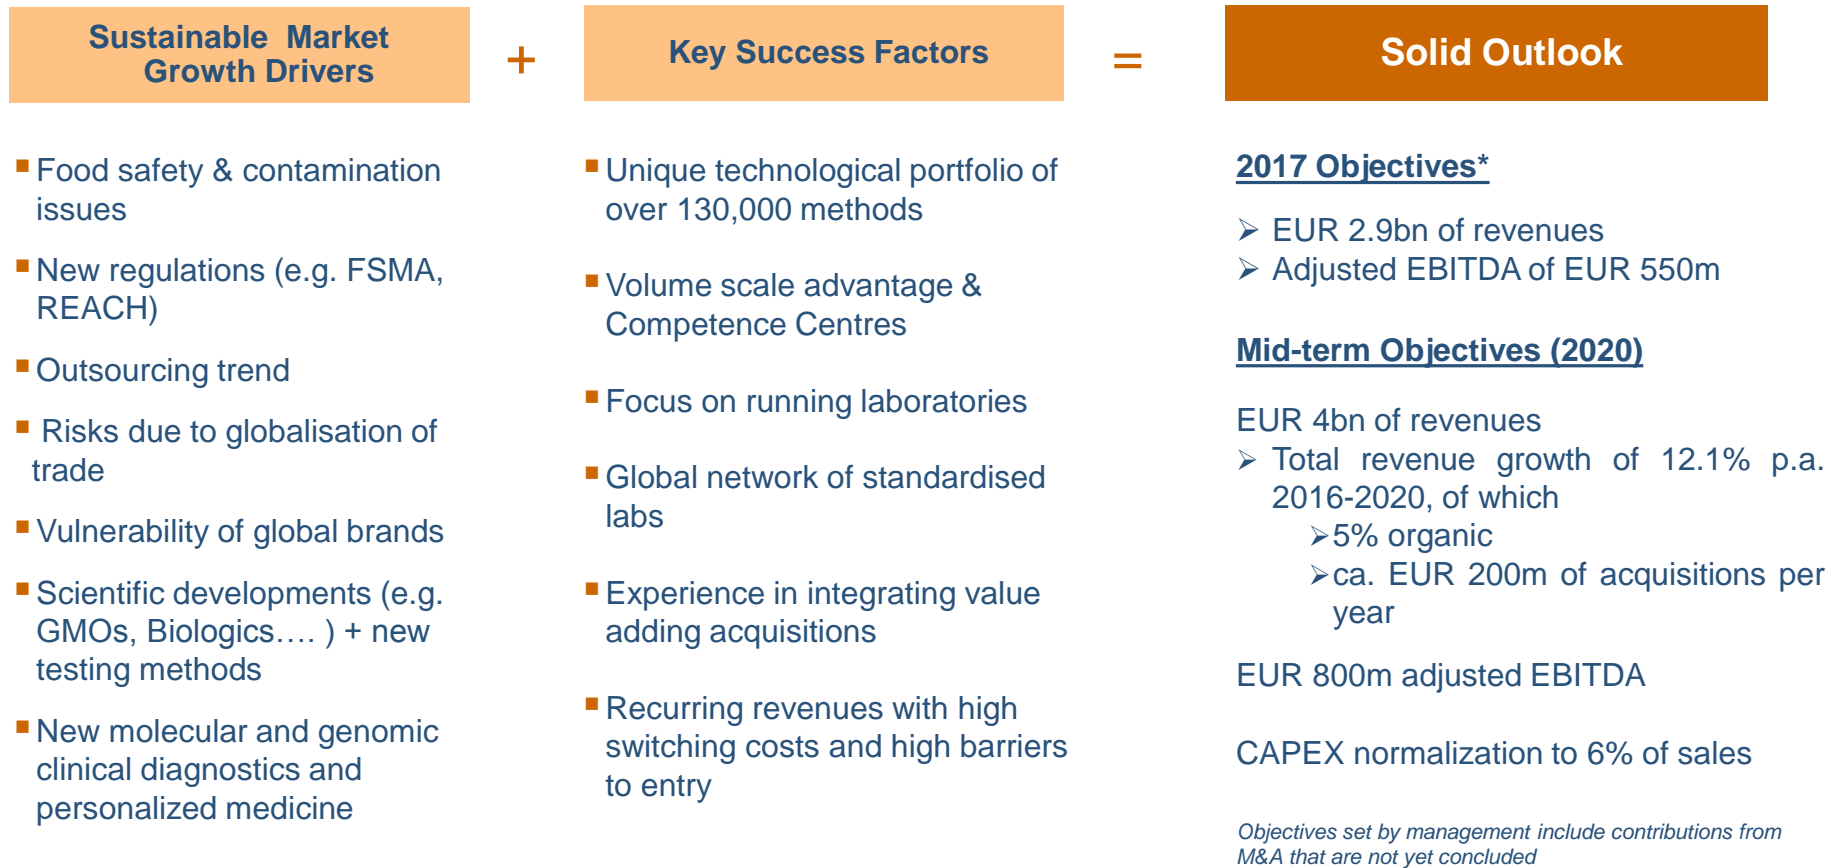 Sustainable Market
Growth Drivers
+
Key Success Factors
=
Solid Outlook
▪ Food safety & contamination
issues
▪ New regulations (e.g. FSMA,
REACH)
▪ Outsourcing trend
▪ Risks due to globalisation of
trade
▪ Vulnerability of global brands
▪ Scientific developments (e.g.
GMOs, Biologics…. ) + new
testing methods
▪ New molecular and genomic
clinical diagnostics and
personalized medicine
▪ Unique technological portfolio of
over 130,000 methods
▪ Volume scale advantage &
Competence Centres
▪ Focus on running laboratories
▪ Global network of standardised
labs
▪ Experience in integrating value
adding acquisitions
▪ Recurring revenues with high
switching costs and high barriers
to entry
2017 Objectives*
➢ EUR 2.9bn of revenues
➢ Adjusted EBITDA of EUR 550m
Mid-term Objectives (2020)
EUR 4bn of revenues
➢ Total revenue growth of 12.1% p.a.
2016-2020, of which
➢ 5% organic
➢ ca. EUR 200m of acquisitions per
year
EUR 800m adjusted EBITDA
CAPEX normalization to 6% of sales
Objectives set by management include contributions from
M&A that are not yet concluded